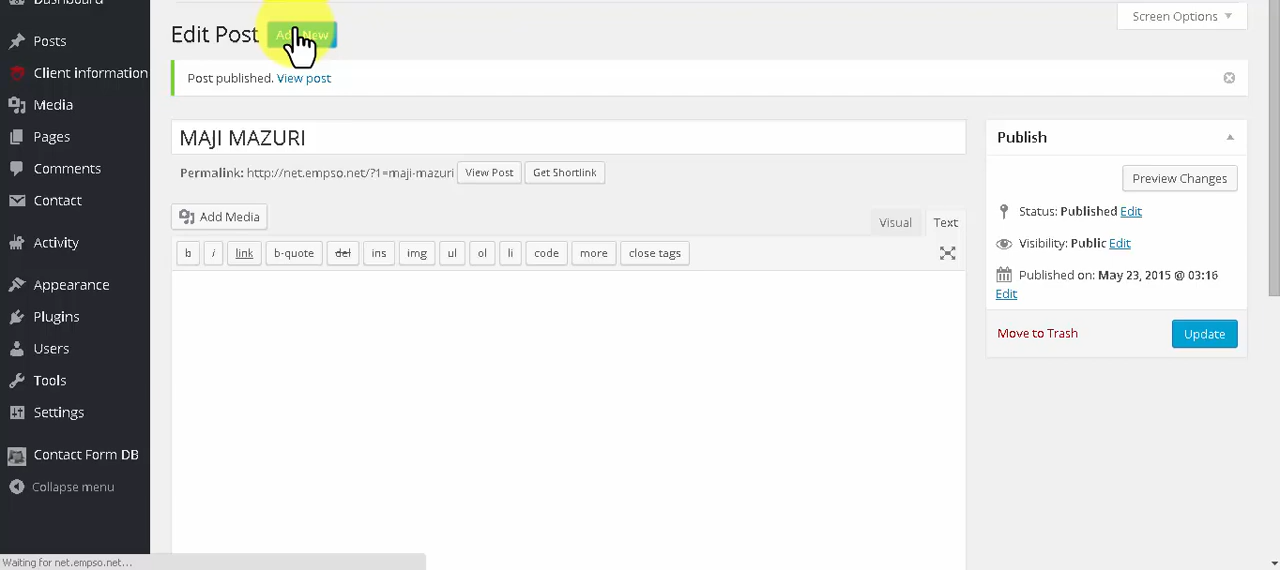 Dashboard
Posts
Client information
Media
Pages
Comments
Contact
Activity
Appearance
Plugins
Users
Tools
Settings
Contact Form DB
Collapse menu
Screen Options
Edit Post Add New
Post published. View post
MAJI MAZURI
Permalink: http://net.empso.net/?1=maji-mazuri View Post Get Shortlink
Add Media
Visual Text
b i link b-quote del ins img ul ol li code more close tags
Publish
Preview Changes
Status: Published Edit
Visibility: Public Edit
Published on: May 23, 2015 @ 03:16
Edit
Move to Trash Update
Waiting for net.empso.net...